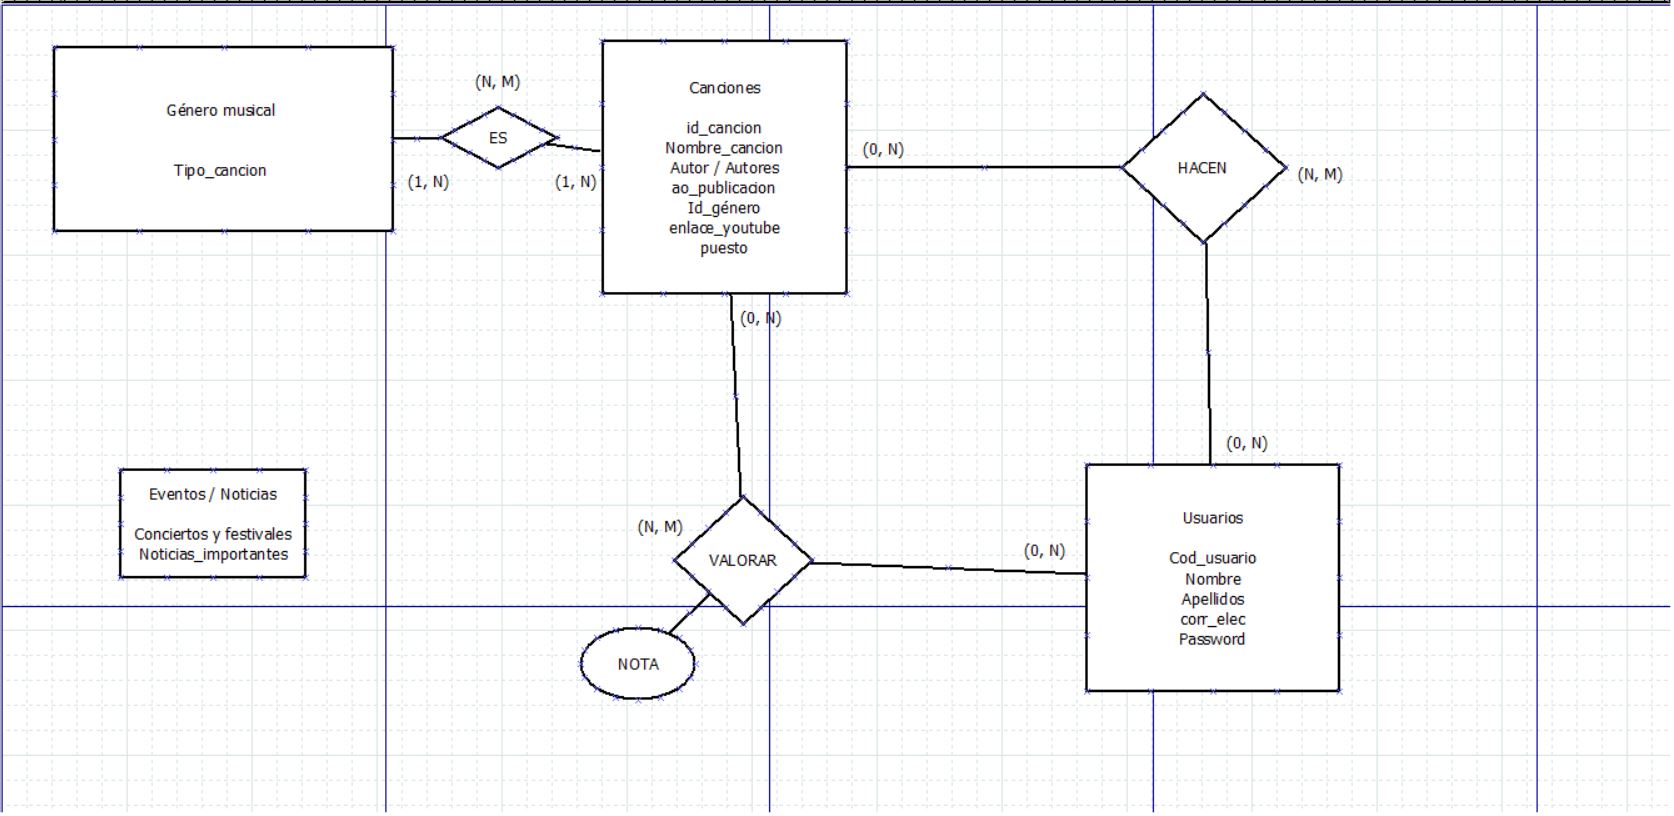 Género musical
Tipo_cancion
(N, M)
ES
(1, N)
(1, N)
Canciones
id_cancion
Nombre_cancion
Autor / Autores
ao_publicacion
Id_género
enlace_youtube
puesto
(0, N)
HACEN
(N, M)
(0, N)
(0, N)
Eventos / Noticias
Conciertos y festivales
Noticias_importantes
(N, M)
VALORAR
(0, N)
NOTA
Usuarios
Cod_usuario
Nombre
Apellidos
corr_elec
Password